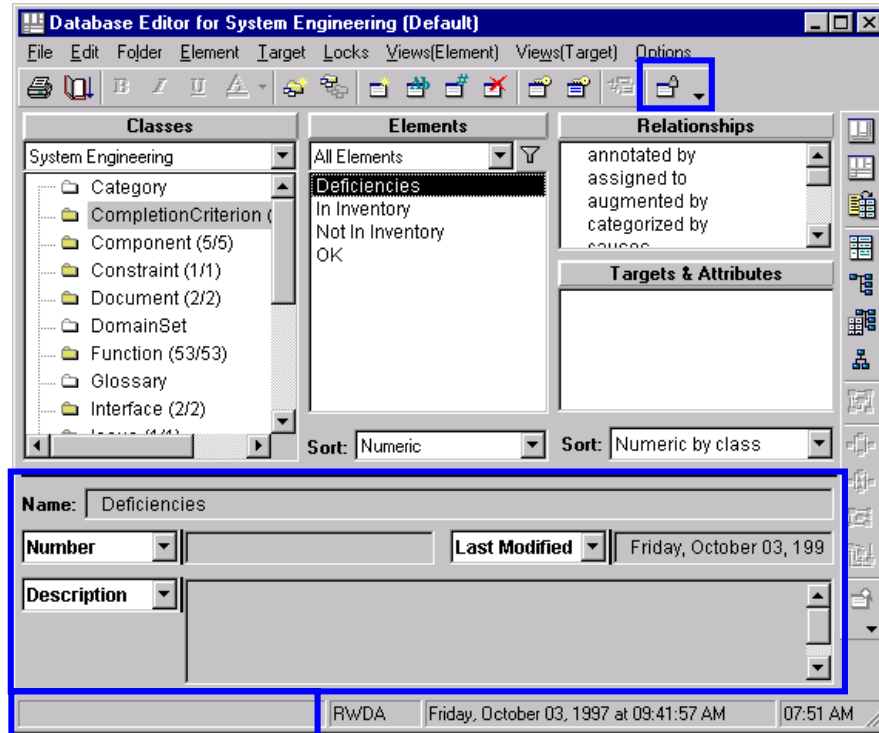 Database Editor for System Engineering (Default)
File Edit Folder Element Target Locks Views(Element) Views(Target) Options
B I U A
Classes
System Engineering
Category
CompletionCriterion (
Component (5/5)
Constraint (1/1)
Document (2/2)
DomainSet
Function (53/53)
Glossary
Interface (2/2)
Issue (1/1)
Elements
All Elements
Deficiencies
In Inventory
Not In Inventory
OK
Sort: Numeric
Relationships
annotated by
assigned to
augmented by
categorized by
causes
Targets & Attributes
Sort: Numeric by class
Name: Deficiencies
Number
Last Modified Friday, October 03, 199
Description
RWDA Friday, October 03, 1997 at 09:41:57 AM 07:51 AM